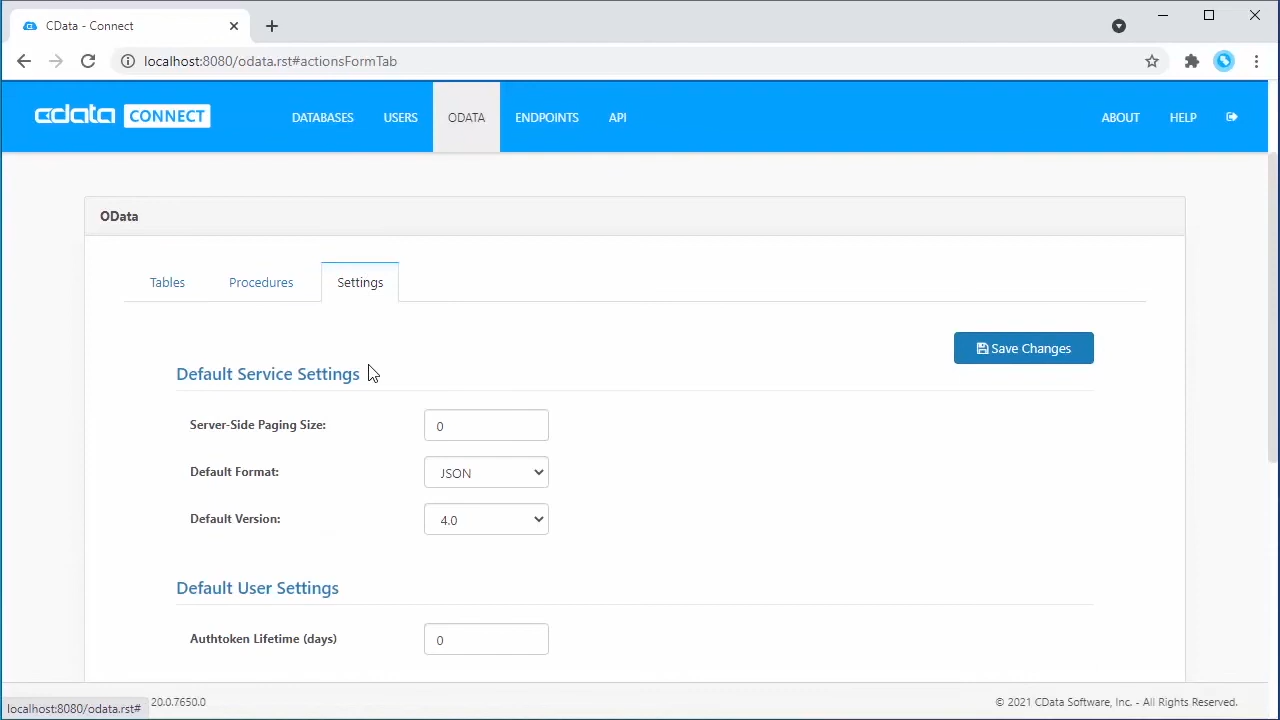 CData - Connect
localhost:8080/odata.rst#actionsFormTab
cdata CONNECT
DATABASES
USERS
ODATA
ENDPOINTS
API
ABOUT
HELP
OData
Tables
Procedures
Settings
Save Changes
Default Service Settings
Server-Side Paging Size:
0
Default Format:
JSON
Default Version:
4.0
Default User Settings
Authtoken Lifetime (days)
0
localhost:8080/odata.rst#
20.0.7650.0
© 2021 CData Software, Inc. - All Rights Reserved.